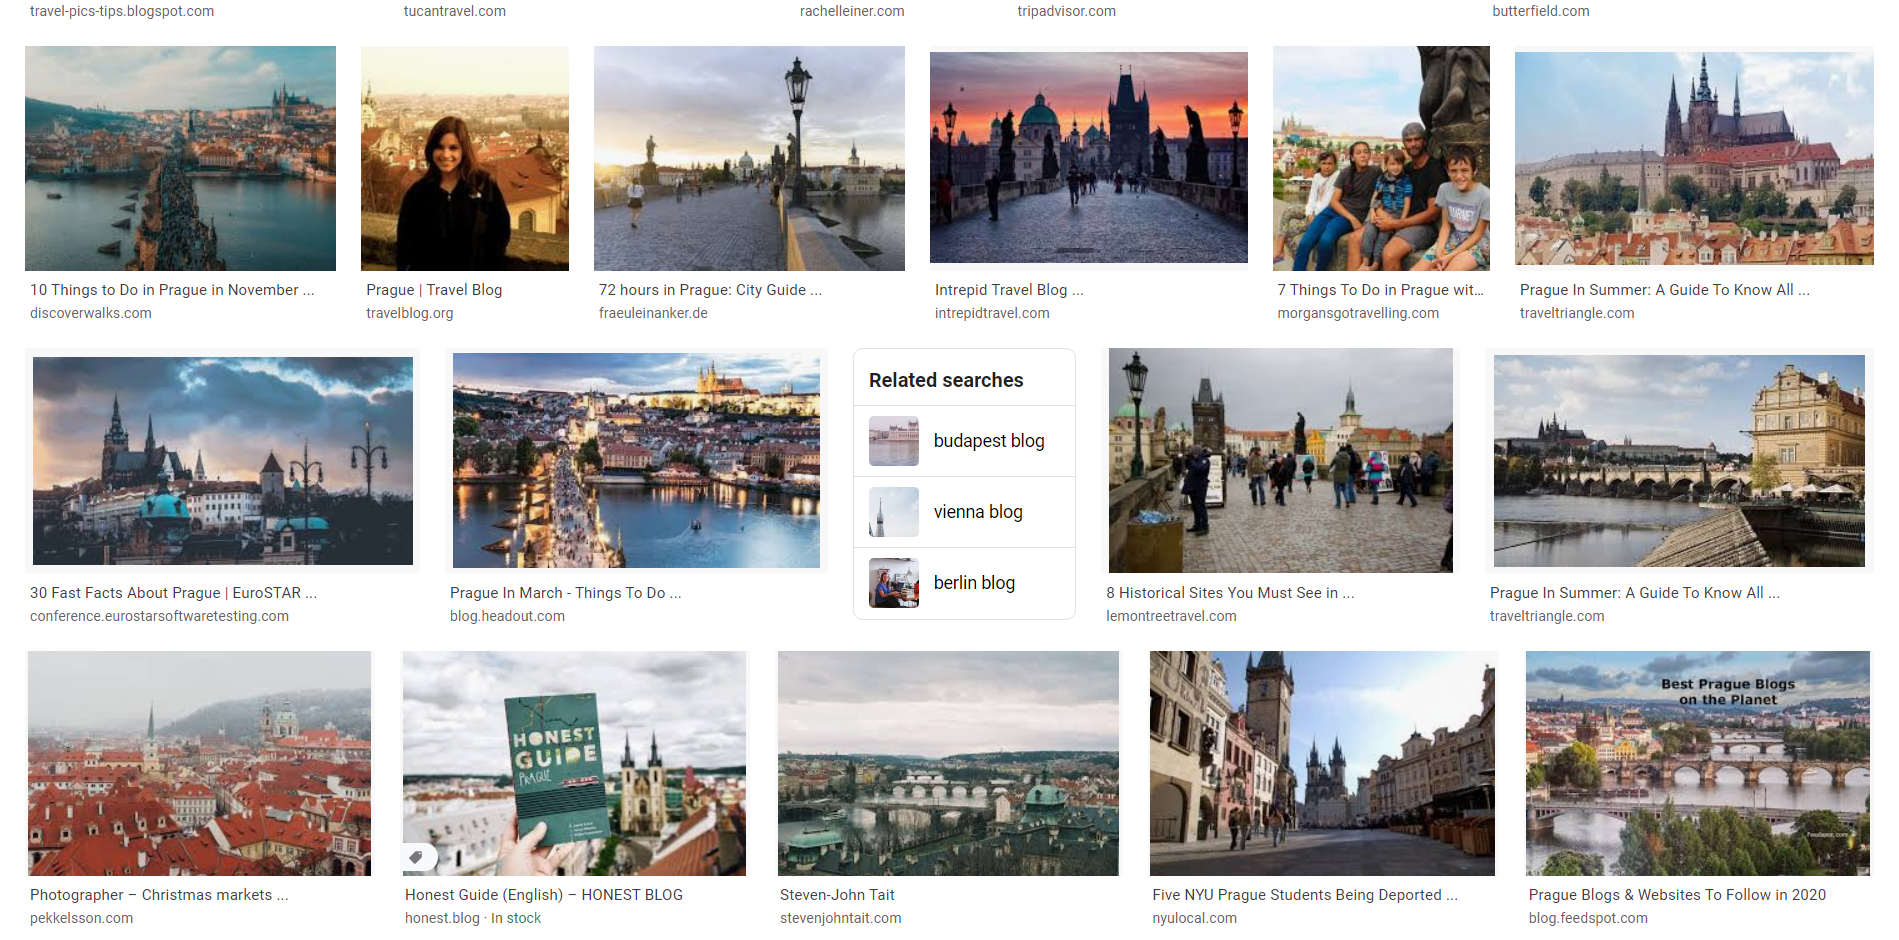 travel-pics-tips.blogspot.com
tucantravel.com
rachelleiner.com
tripadvisor.com
butterfield.com
10 Things to Do in Prague in November ...
discoverwalks.com
Prague | Travel Blog
travelblog.org
72 hours in Prague: City Guide ...
fraeuleinanker.de
Intrepid Travel Blog ...
intrepidtravel.com
7 Things To Do in Prague wit...
morgansgotravelling.com
Prague In Summer: A Guide To Know All ...
traveltriangle.com
30 Fast Facts About Prague | EuroSTAR ...
conference.eurostarsoftwaretesting.com
Prague In March - Things To Do ...
blog.headout.com
Related searches
budapest blog
vienna blog
berlin blog
8 Historical Sites You Must See in ...
lemontreetravel.com
Prague In Summer: A Guide To Know All ...
traveltriangle.com
HONEST
GUIDE
PRAGUE
Best Prague Blogs
on the Planet
Feedspot.com
Photographer – Christmas markets ...
pekkelsson.com
Honest Guide (English) – HONEST BLOG
honest.blog · In stock
Steven-John Tait
stevenjohntait.com
Five NYU Prague Students Being Deported ...
nyulocal.com
Prague Blogs & Websites To Follow in 2020
blog.feedspot.com